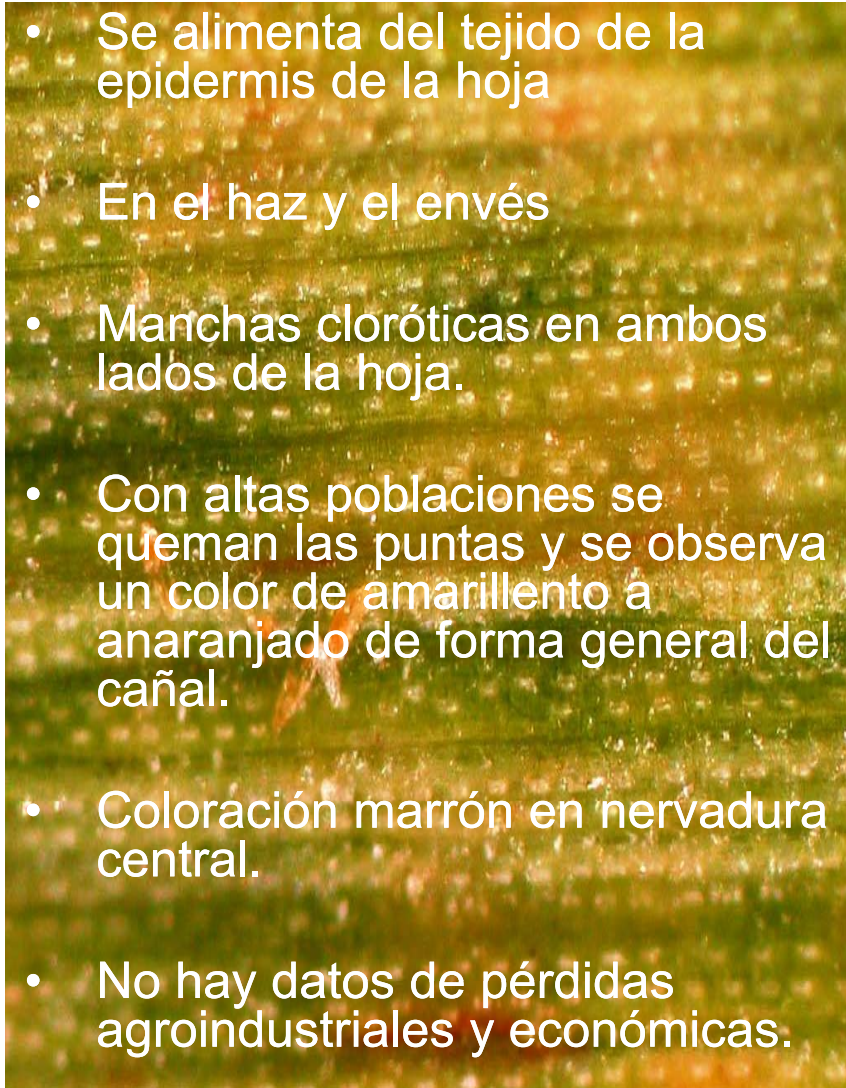 • Se alimenta del tejido de la
epidermis de la hoja
• En el haz y el envés
• Manchas cloróticas en ambos
lados de la hoja.
• Con altas poblaciones se
queman las puntas y se observa
un color de amarillento a
anaranjado de forma general del
cañal.
• Coloración marrón en nervadura
central.
• No hay datos de pérdidas
agroindustriales y económicas.